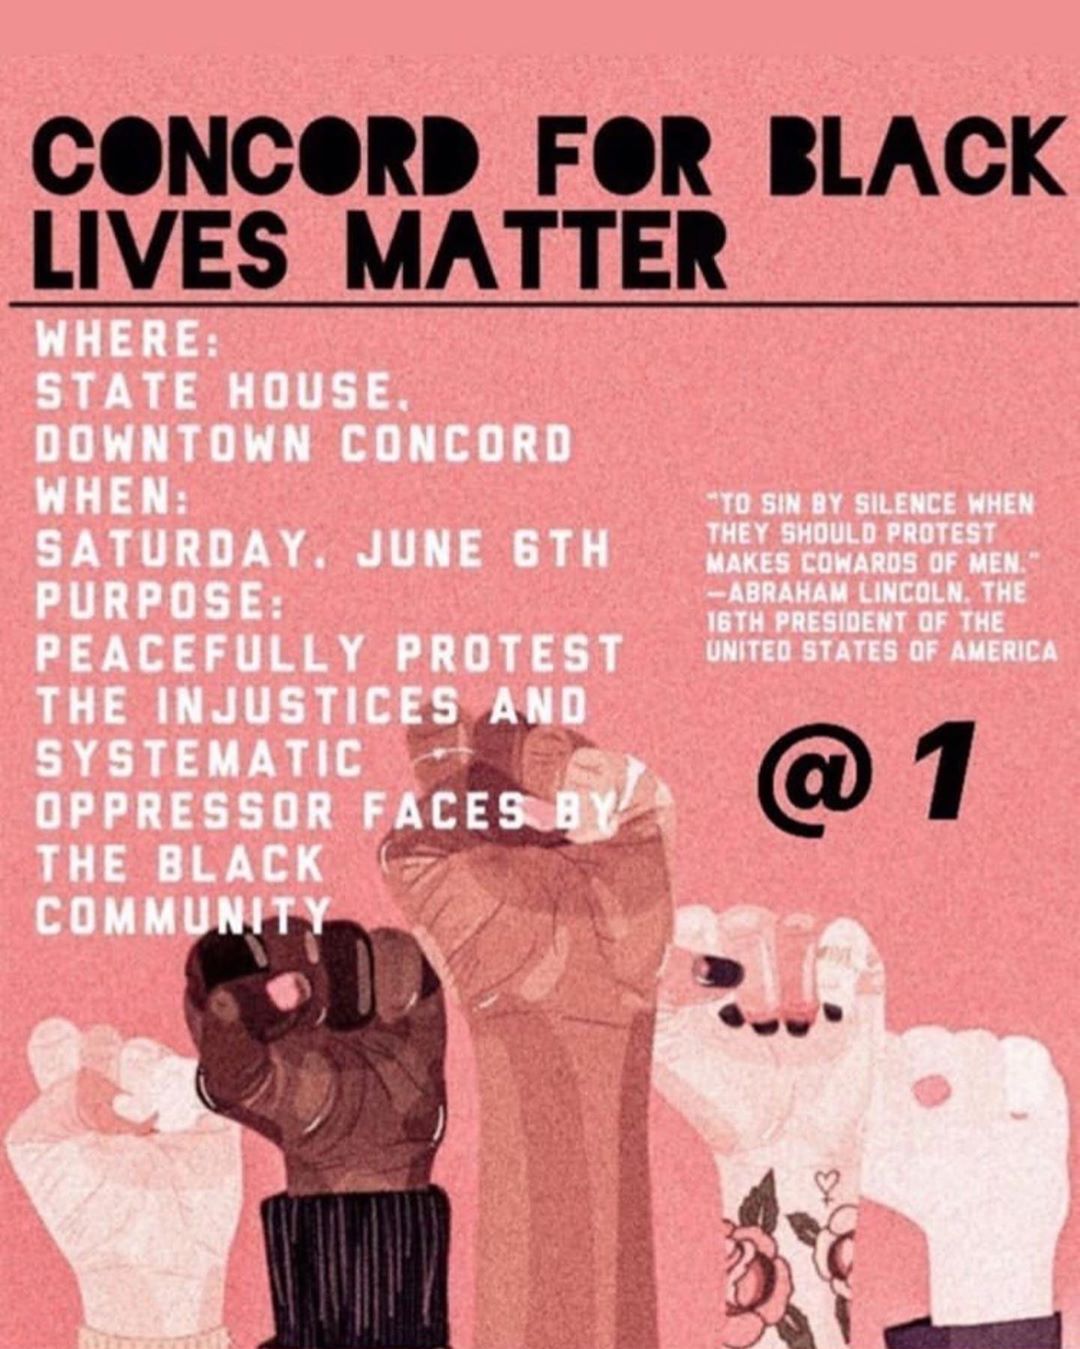 CONCORD FOR BLACK
LIVES MATTER
WHERE:
STATE HOUSE,
DOWNTOWN CONCORD
WHEN:
SATURDAY, JUNE 6TH
PURPOSE:
PEACEFULLY PROTEST
THE INJUSTICES AND
SYSTEMATIC
OPPRESSOR FACES BY
THE BLACK
COMMUNITY
"TO SIN BY SILENCE WHEN
THEY SHOULD PROTEST
MAKES COWARDS OF MEN."
—ABRAHAM LINCOLN, THE
16TH PRESIDENT OF THE
UNITED STATES OF AMERICA
@ 1